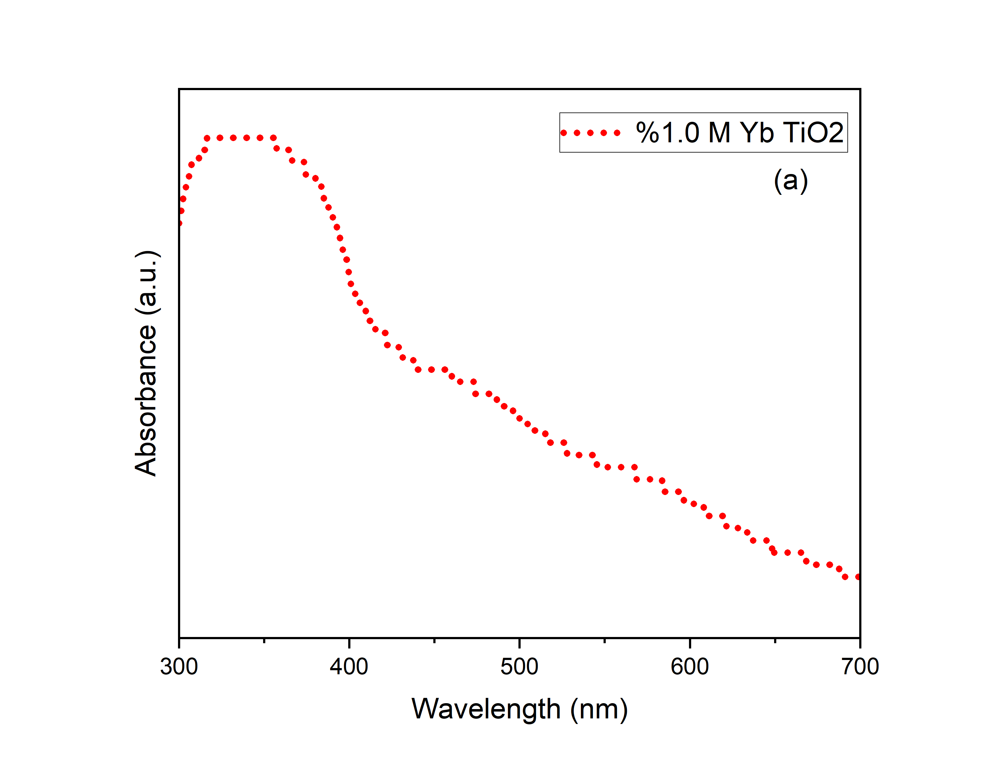 %1.0 M Yb TiO2
(a)
Absorbance (a.u.)
300 400 500 600 700
Wavelength (nm)